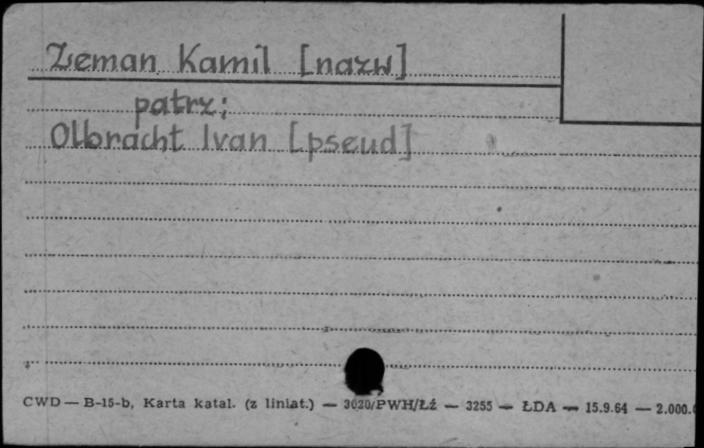 Zeman Kamil [nazw]
patrz:
Olbracht Ivan [pseud]
CWD — B-15-b, Karta katal. (z liniat.) — 3020/PWH/Łź — 3255 — ŁDA — 15.9.64 — 2.000.0